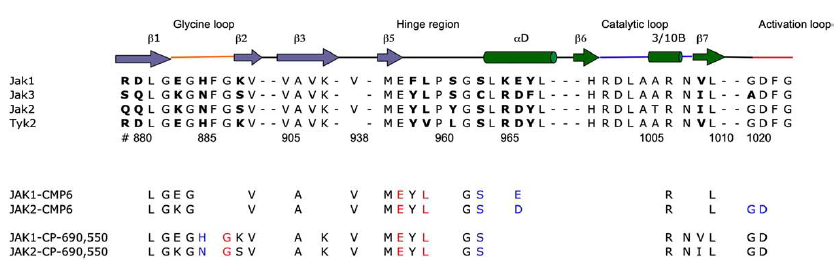 Glycine loop Hinge region Catalytic loop Activation loop
β1 β2 β3 β5 αD β6 3/10B β7
Jak1 R D L G E G H F G K V - - V A V K - V - M E F L P S G S L K E Y L - - H R D L A A R N V L - G D F G
Jak3 S Q L G K G N F G S V - - V A V K - V - M E Y L P S G C L R D F L - - H R D L A A R N I L - A D F G
Jak2 Q Q L G K G N F G S V - - V A V K - V - M E Y L P Y G S L R D Y L - - H R D L A T R N I L - G D F G
Tyk2 R D L G E G H F G K V - - V A V K - - - M E Y V P L G S L R D Y L - - H R D L A A R N V L - G D F G
# 880 885 905 938 960 965 1005 1010 1020
JAK1-CMP6 L G E G V A V M E Y L G S E R L
JAK2-CMP6 L G K G V A V M E Y L G S D R L G D
JAK1-CP-690,550 L G E G H G K V A K V M E Y L G S R N V L G D
JAK2-CP-690,550 L G K G N G S V A K V M E Y L G S R N I L G D